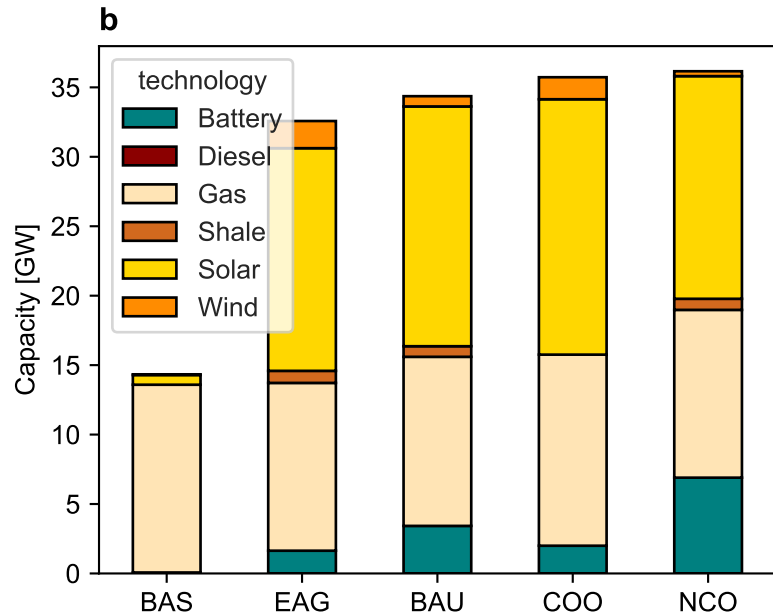 b
technology
Battery
Diesel
Gas
Shale
Solar
Wind
Capacity [GW]
35
30
25
20
15
10
5
0
BAS EAG BAU COO NCO